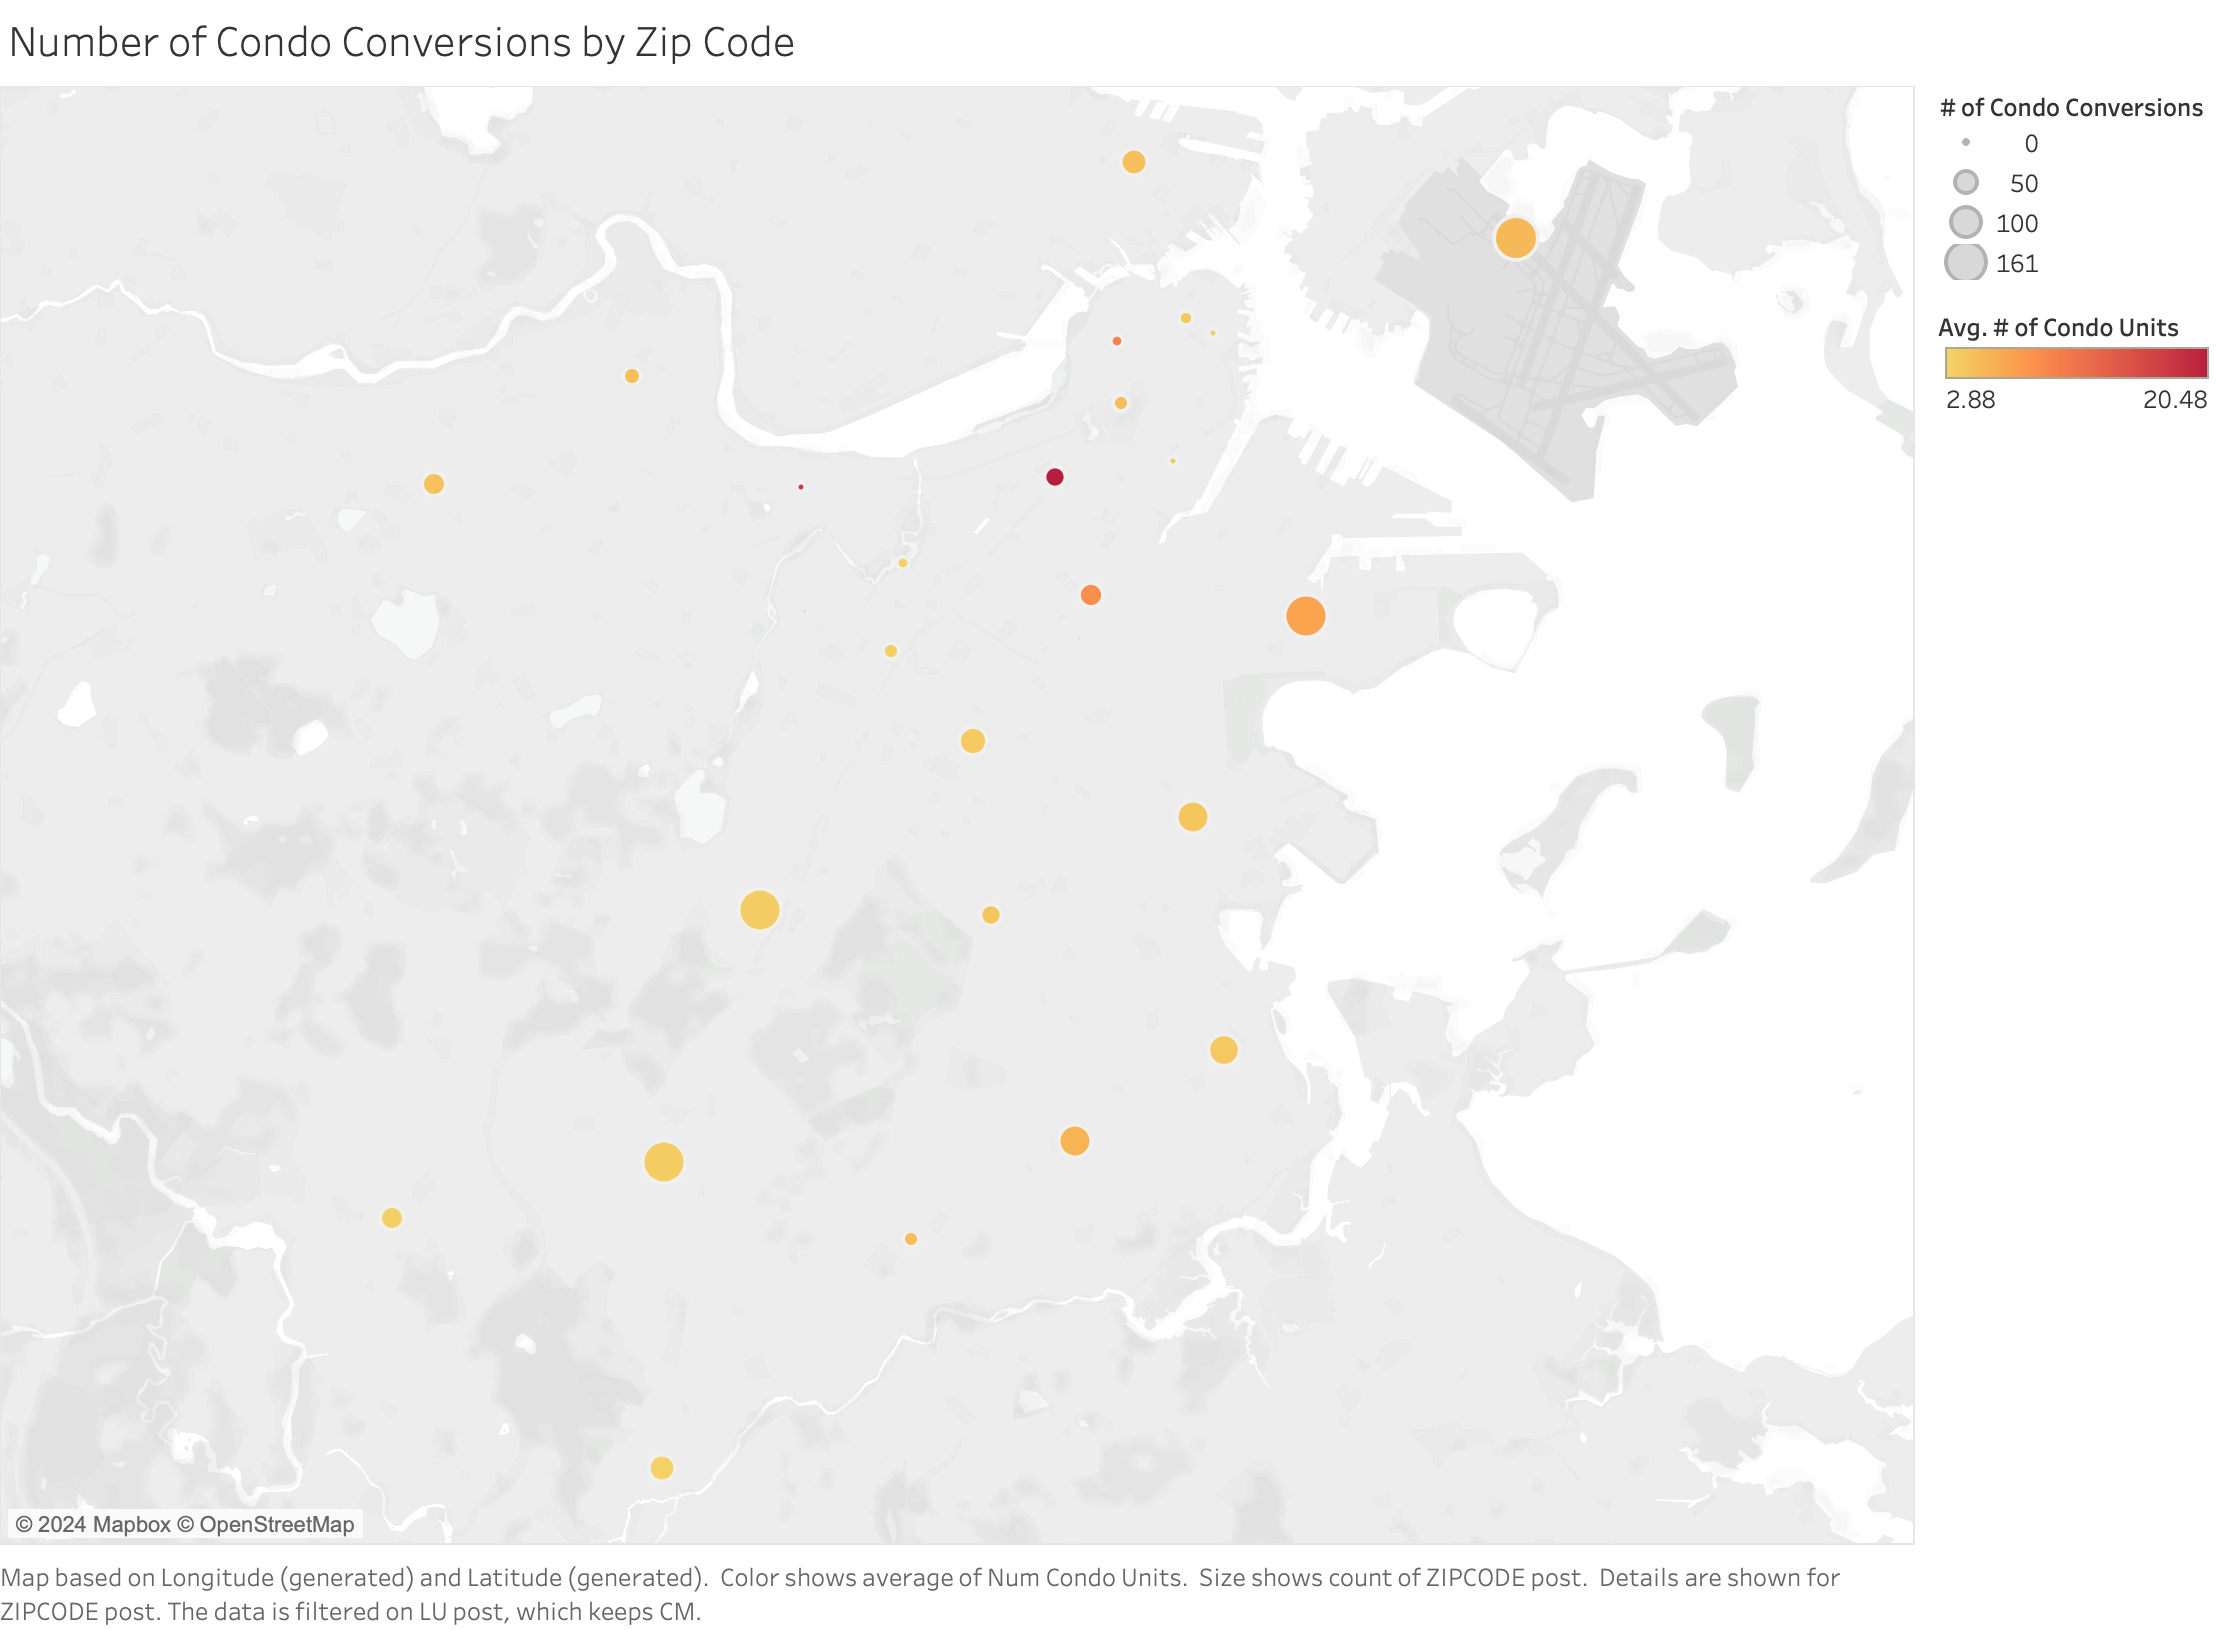 Number of Condo Conversions by Zip Code
# of Condo Conversions
0
50
100
161
Avg. # of Condo Units
2.88 20.48
© 2024 Mapbox © OpenStreetMap
Map based on Longitude (generated) and Latitude (generated).  Color shows average of Num Condo Units.  Size shows count of ZIPCODE post.  Details are shown for
ZIPCODE post. The data is filtered on LU post, which keeps CM.